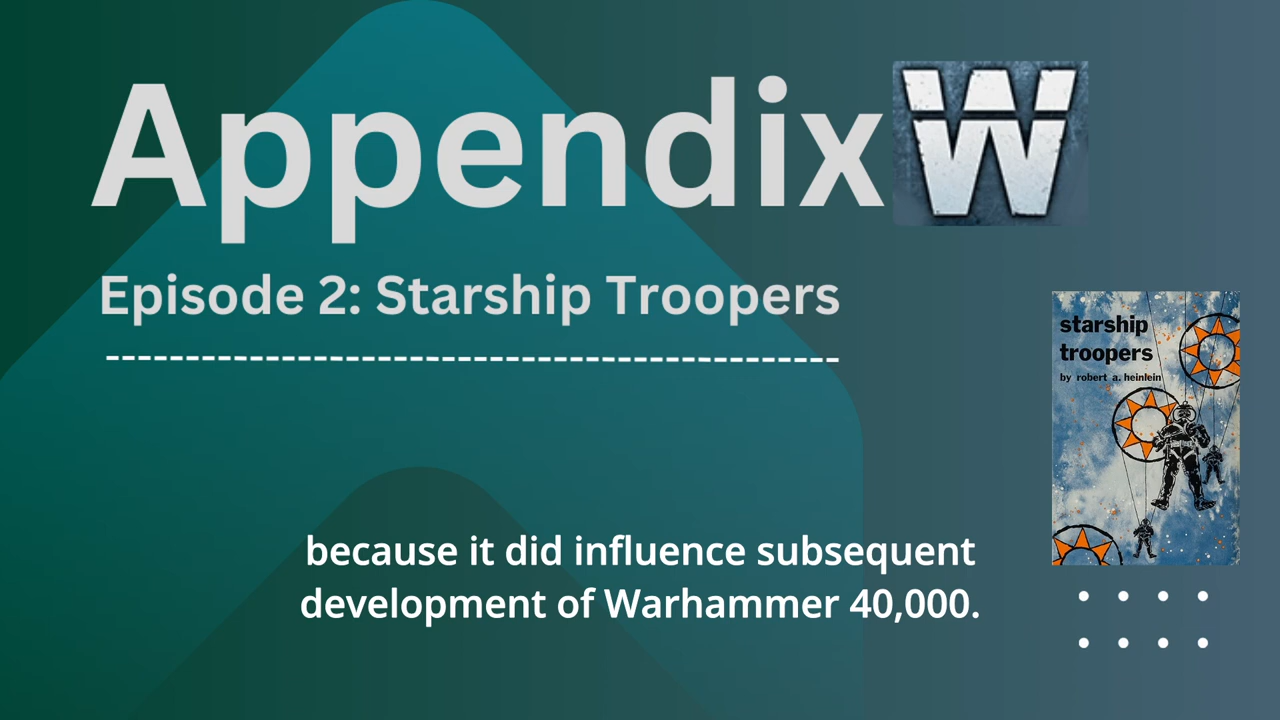 Appendix W
Episode 2: Starship Troopers
starship
troopers
by robert a. heinlein
because it did influence subsequent
development of Warhammer 40,000.